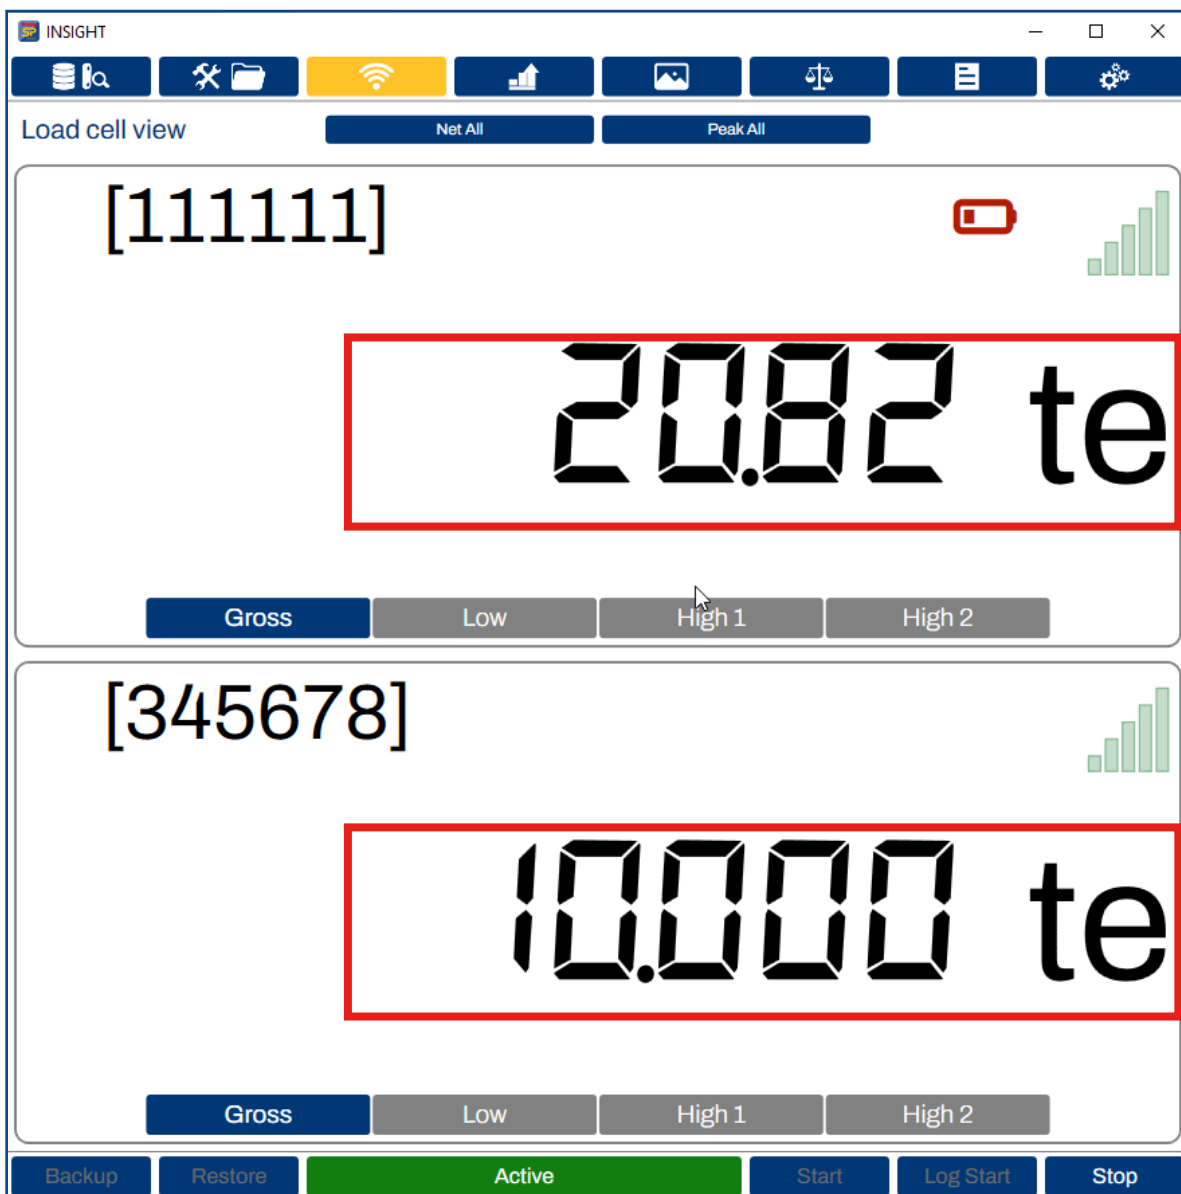 INSIGHT
Load cell view Net All Peak All
[111111]
20.82 te
Gross Low High 1 High 2
[345678]
10.000 te
Gross Low High 1 High 2
Backup Restore Active Start Log Start Stop